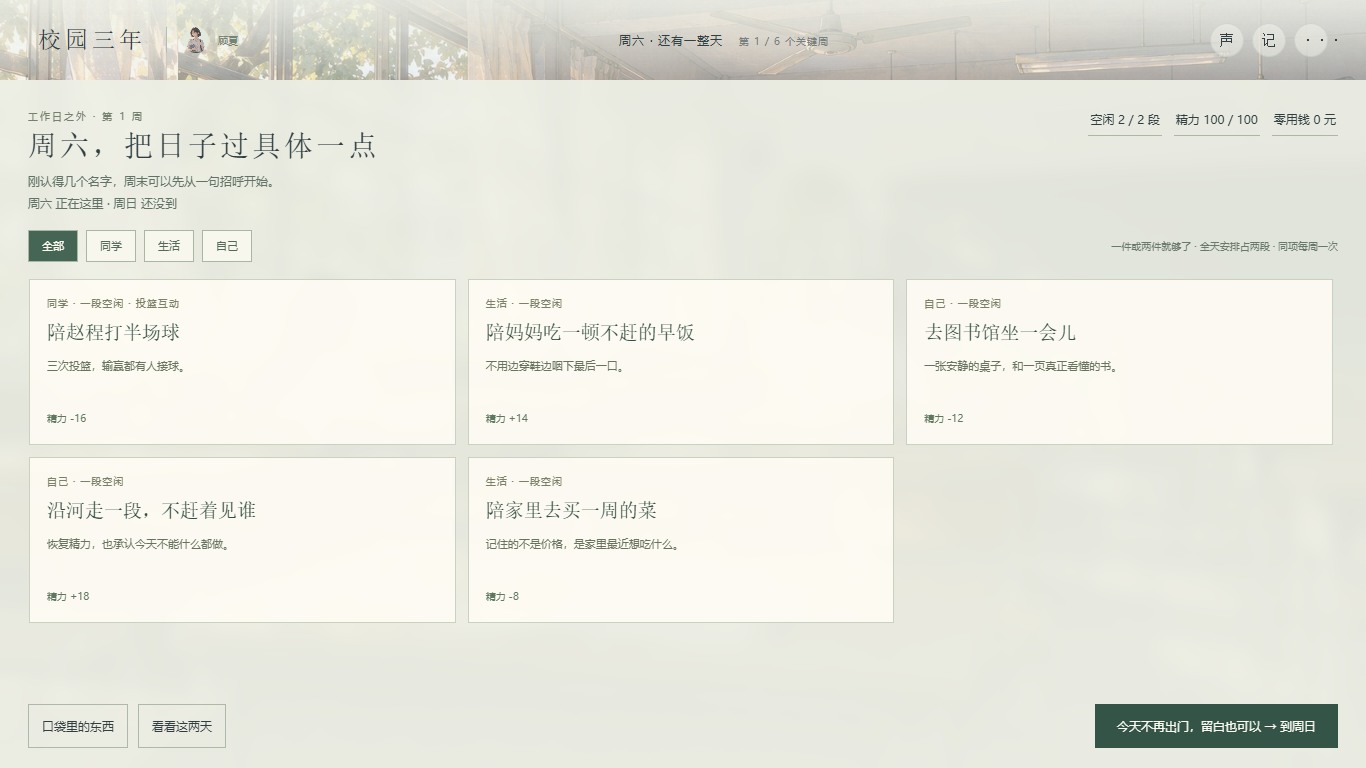 校园三年
顾夏
周六 · 还有一整天 第 1 / 6 个关键周
声 记 · · ·
工作日之外 · 第 1 周
周六，把日子过具体一点
刚认得几个名字，周末可以先从一句招呼开始。
周六 正在这里 · 周日 还没到
空闲 2 / 2 段 精力 100 / 100 零用钱 0 元
全部 同学 生活 自己
一件或两件就够了 · 全天安排占两段 · 同项每周一次
同学 · 一段空闲 · 投篮互动
陪赵程打半场球
三次投篮，输赢都有人接球。
精力 -16
生活 · 一段空闲
陪妈妈吃一顿不赶的早饭
不用边穿鞋边咽下最后一口。
精力 +14
自己 · 一段空闲
去图书馆坐一会儿
一张安静的桌子，和一页真正看懂的书。
精力 -12
自己 · 一段空闲
沿河走一段，不赶着见谁
恢复精力，也承认今天不能什么都做。
精力 +18
生活 · 一段空闲
陪家里去买一周的菜
记住的不是价格，是家里最近想吃什么。
精力 -8
口袋里的东西 看看这两天
今天不再出门，留白也可以 → 到周日